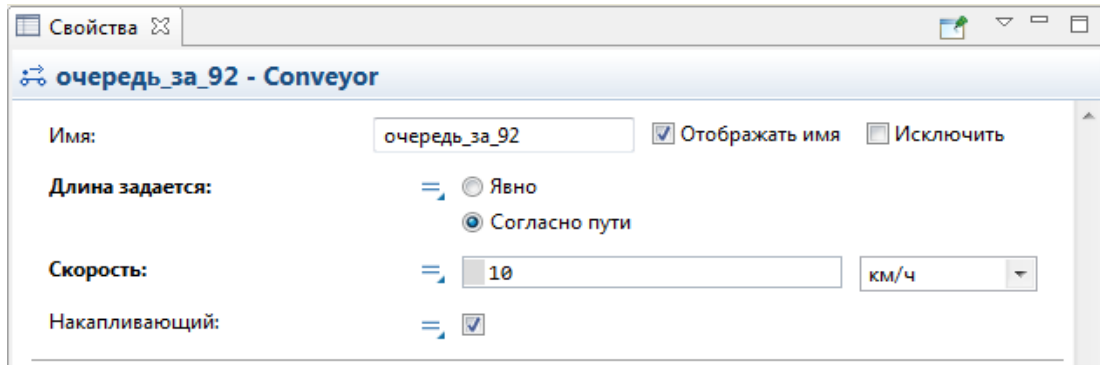 Свойства
очередь_за_92 - Conveyor
Имя: очередь_за_92 Отображать имя Исключить
Длина задается: Явно
Согласно пути
Скорость: 10 км/ч
Накапливающий: